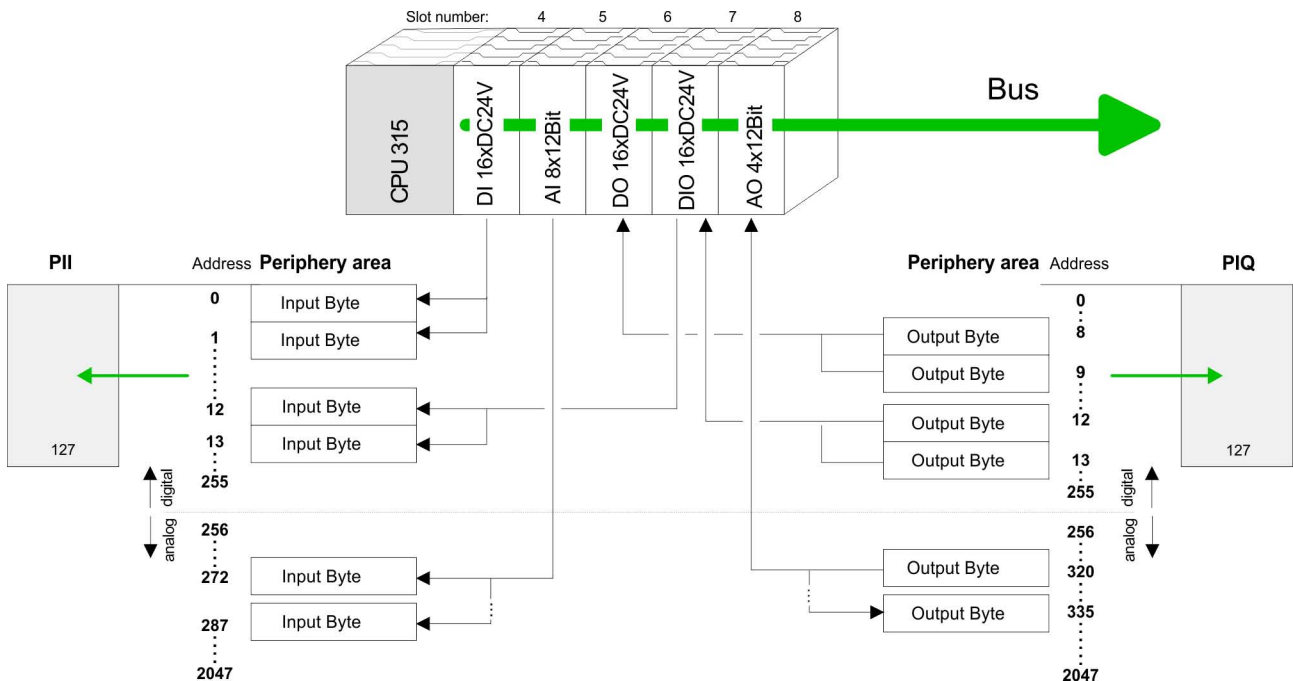 Slot number: 4 5 6 7 8
CPU 315
DI 16xDC24V
AI 8x12Bit
DO 16xDC24V
DIO 16xDC24V
AO 4x12Bit
Bus
PII
Address Periphery area
0 Input Byte
1 Input Byte
12 Input Byte
13 Input Byte
127
255
digital
analog
256
272 Input Byte
287 Input Byte
2047
Periphery area Address
PIQ
0
Output Byte 8
Output Byte 9
Output Byte 12
Output Byte 13
127
255
digital
analog
256
Output Byte 320
Output Byte 335
2047